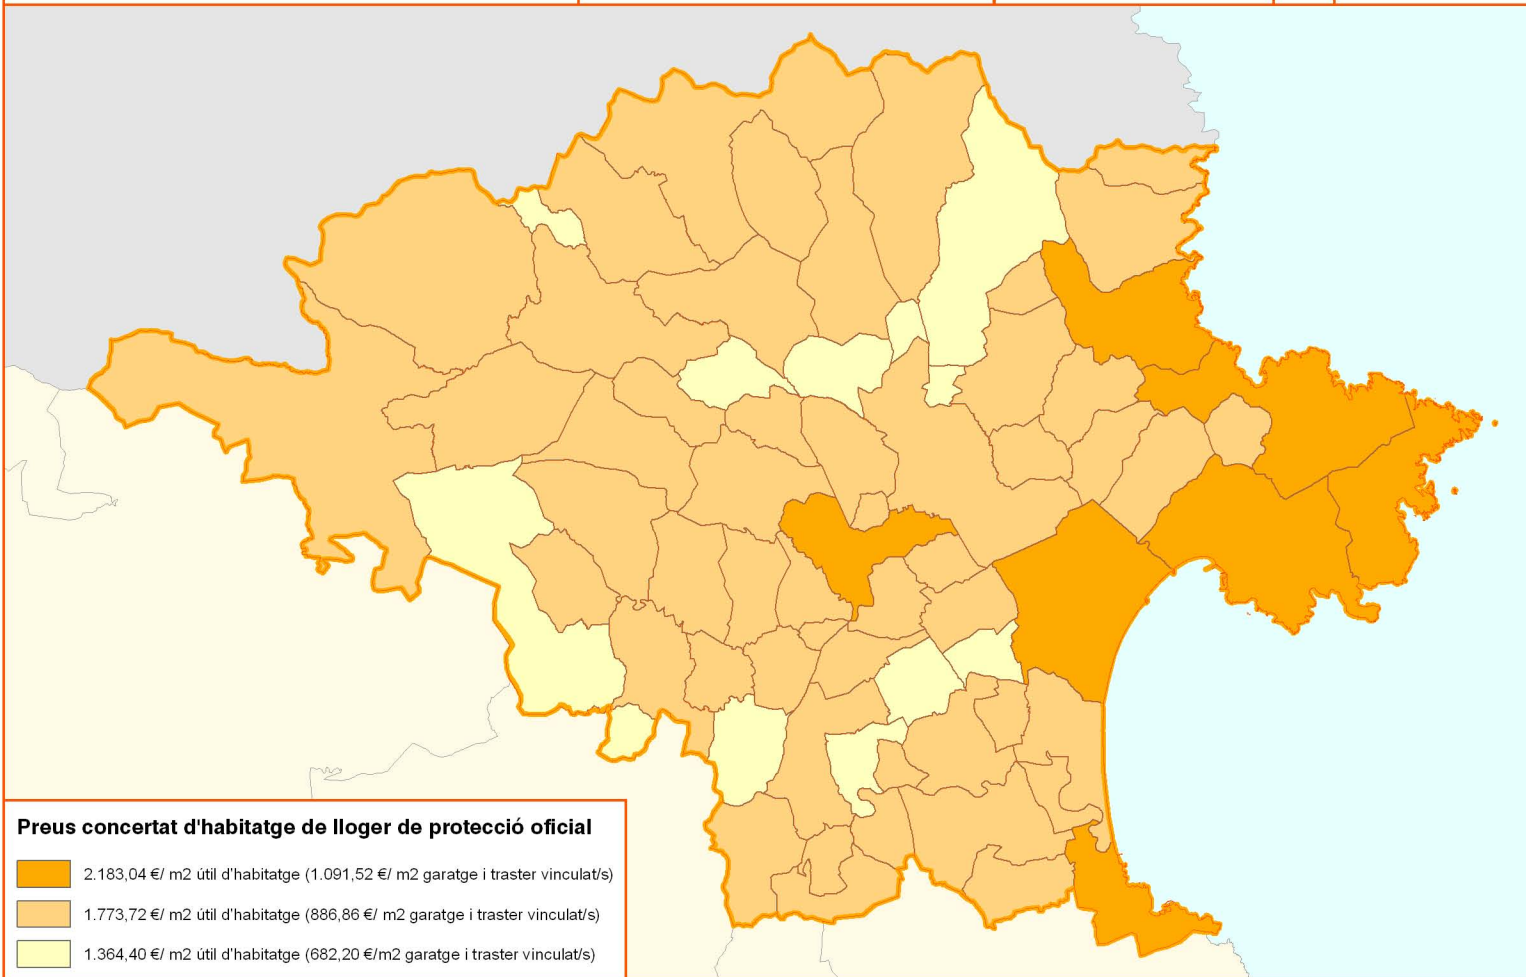 Preus concertat d'habitatge de lloger de protecció oficial
2.183,04 €/ m2 útil d'habitatge (1.091,52 €/ m2 garatge i traster vinculat/s)
1.773,72 €/ m2 útil d'habitatge (886,86 €/ m2 garatge i traster vinculat/s)
1.364,40 €/ m2 útil d'habitatge (682,20 €/m2 garatge i traster vinculat/s)